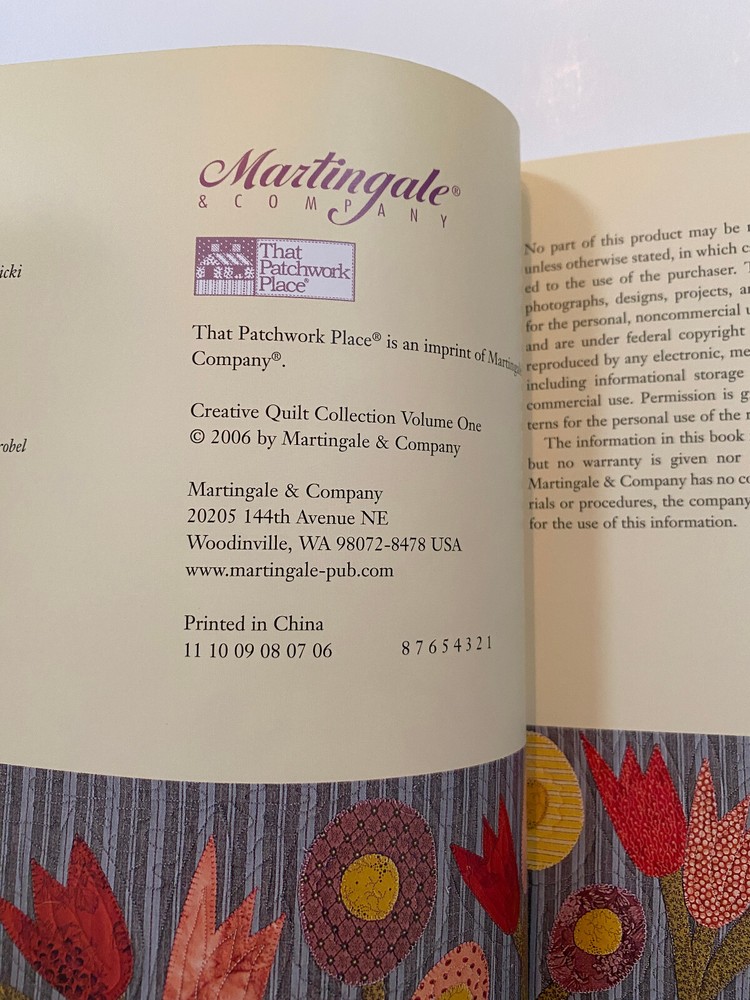 icki
robel
Martingale®
& COMPANY
That
Patchwork
Place®
That Patchwork Place® is an imprint of Martingale
Company®.
Creative Quilt Collection Volume One
© 2006 by Martingale & Company
Martingale & Company
20205 144th Avenue NE
Woodinville, WA 98072-8478 USA
www.martingale-pub.com
Printed in China
11 10 09 08 07 06 8 7 6 5 4 3 2 1
No part of this product may be
unless otherwise stated, in which
ed to the use of the purchaser.
photographs, designs, projects,
for the personal, noncommercial
and are under federal copyright
reproduced by any electronic,
including informational storage
commercial use. Permission is
terns for the personal use of the
The information in this book
but no warranty is given nor
Martingale & Company has no
rials or procedures, the company
for the use of this information.